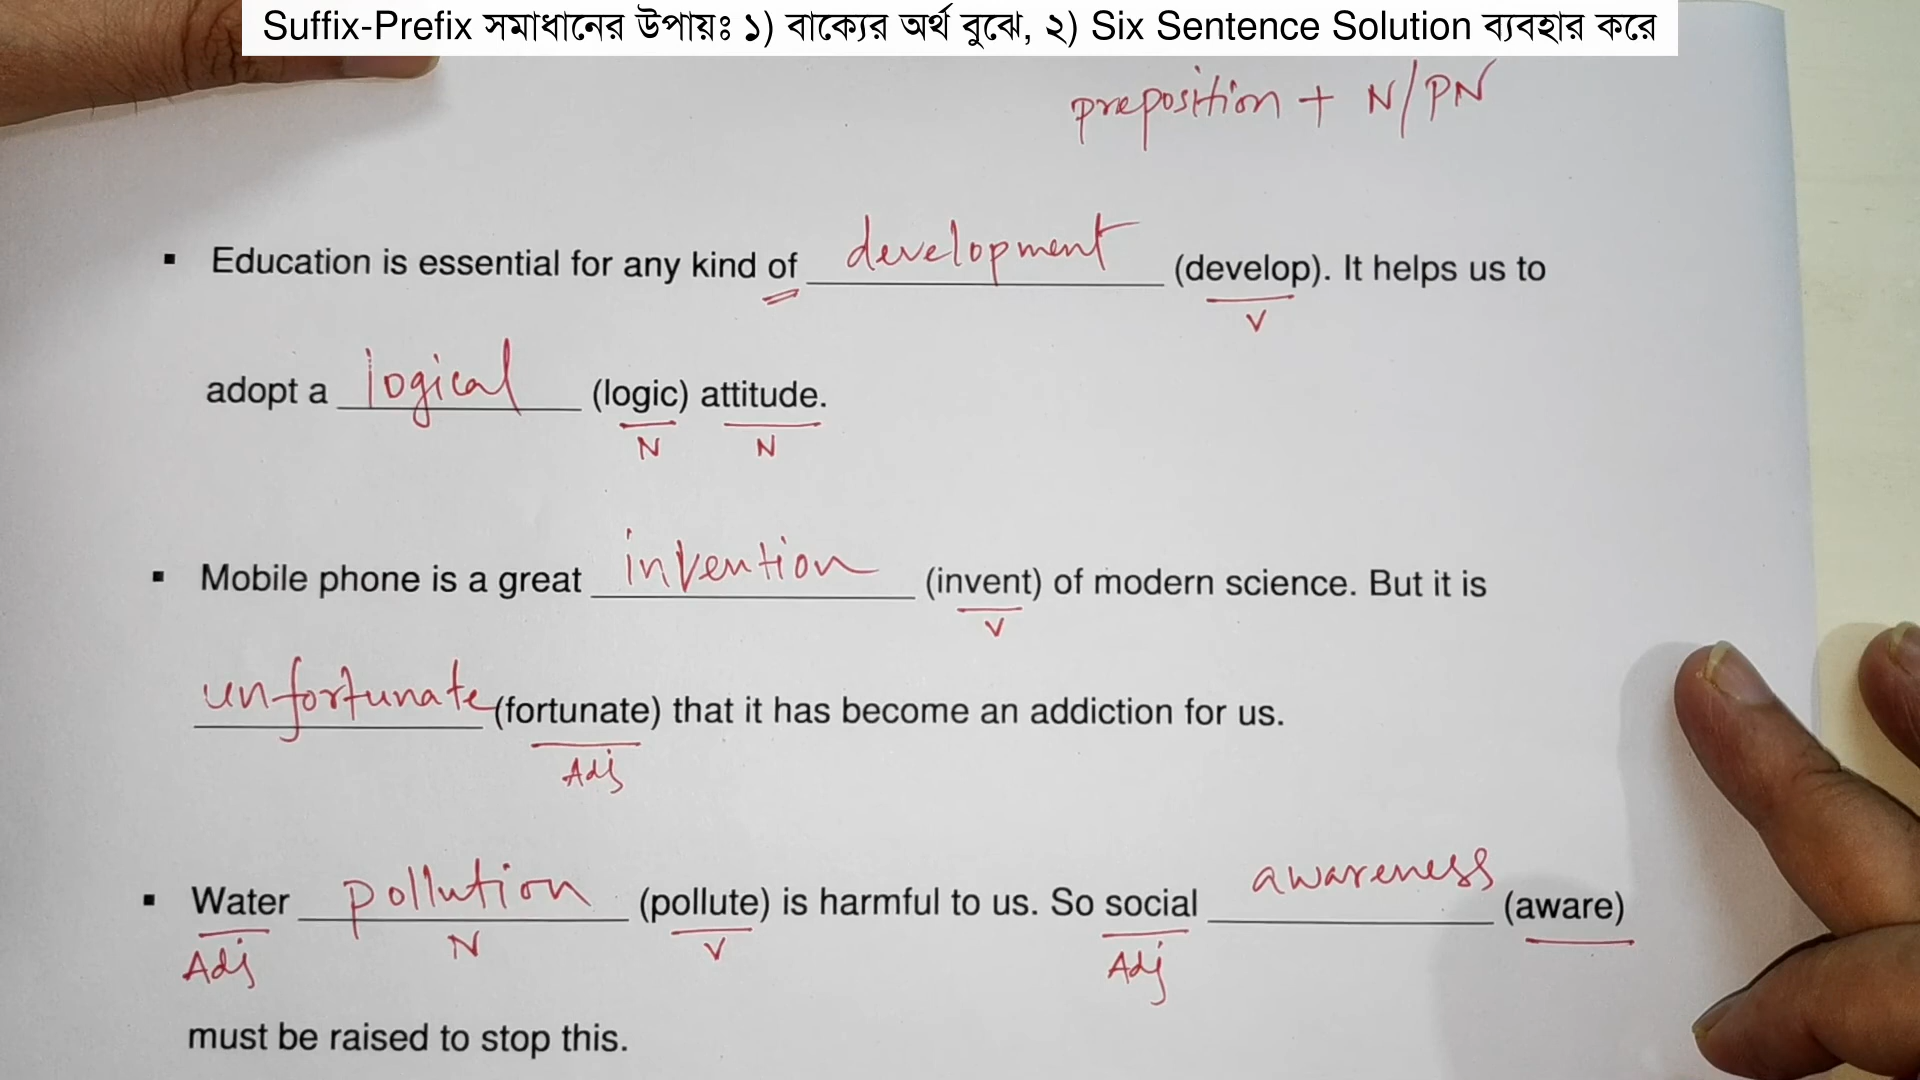 Suffix-Prefix সমাধানের উপায়ঃ ১) বাক্যের অর্থ বুঝে, ২) Six Sentence Solution ব্যবহার করে
preposition + N/PN
▪ Education is essential for any kind of development (develop). It helps us to
V
adopt a logical (logic) attitude.
N N
▪ Mobile phone is a great invention (invent) of modern science. But it is
V
unfortunate (fortunate) that it has become an addiction for us.
Adj
▪ Water pollution (pollute) is harmful to us. So social awareness (aware)
Adj N V Adj
must be raised to stop this.